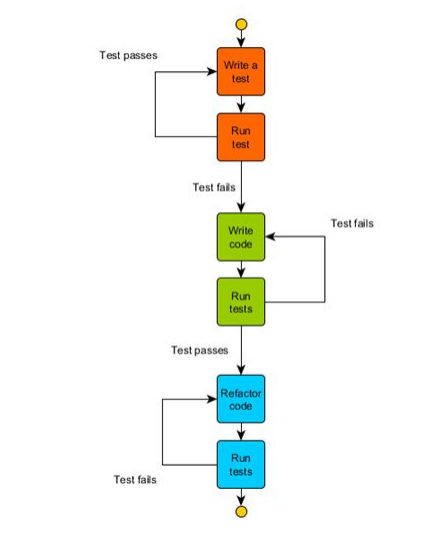 Test passes
Write a
test
Run
test
Test fails
Write
code
Test fails
Run
tests
Test passes
Refactor
code
Run
tests
Test fails